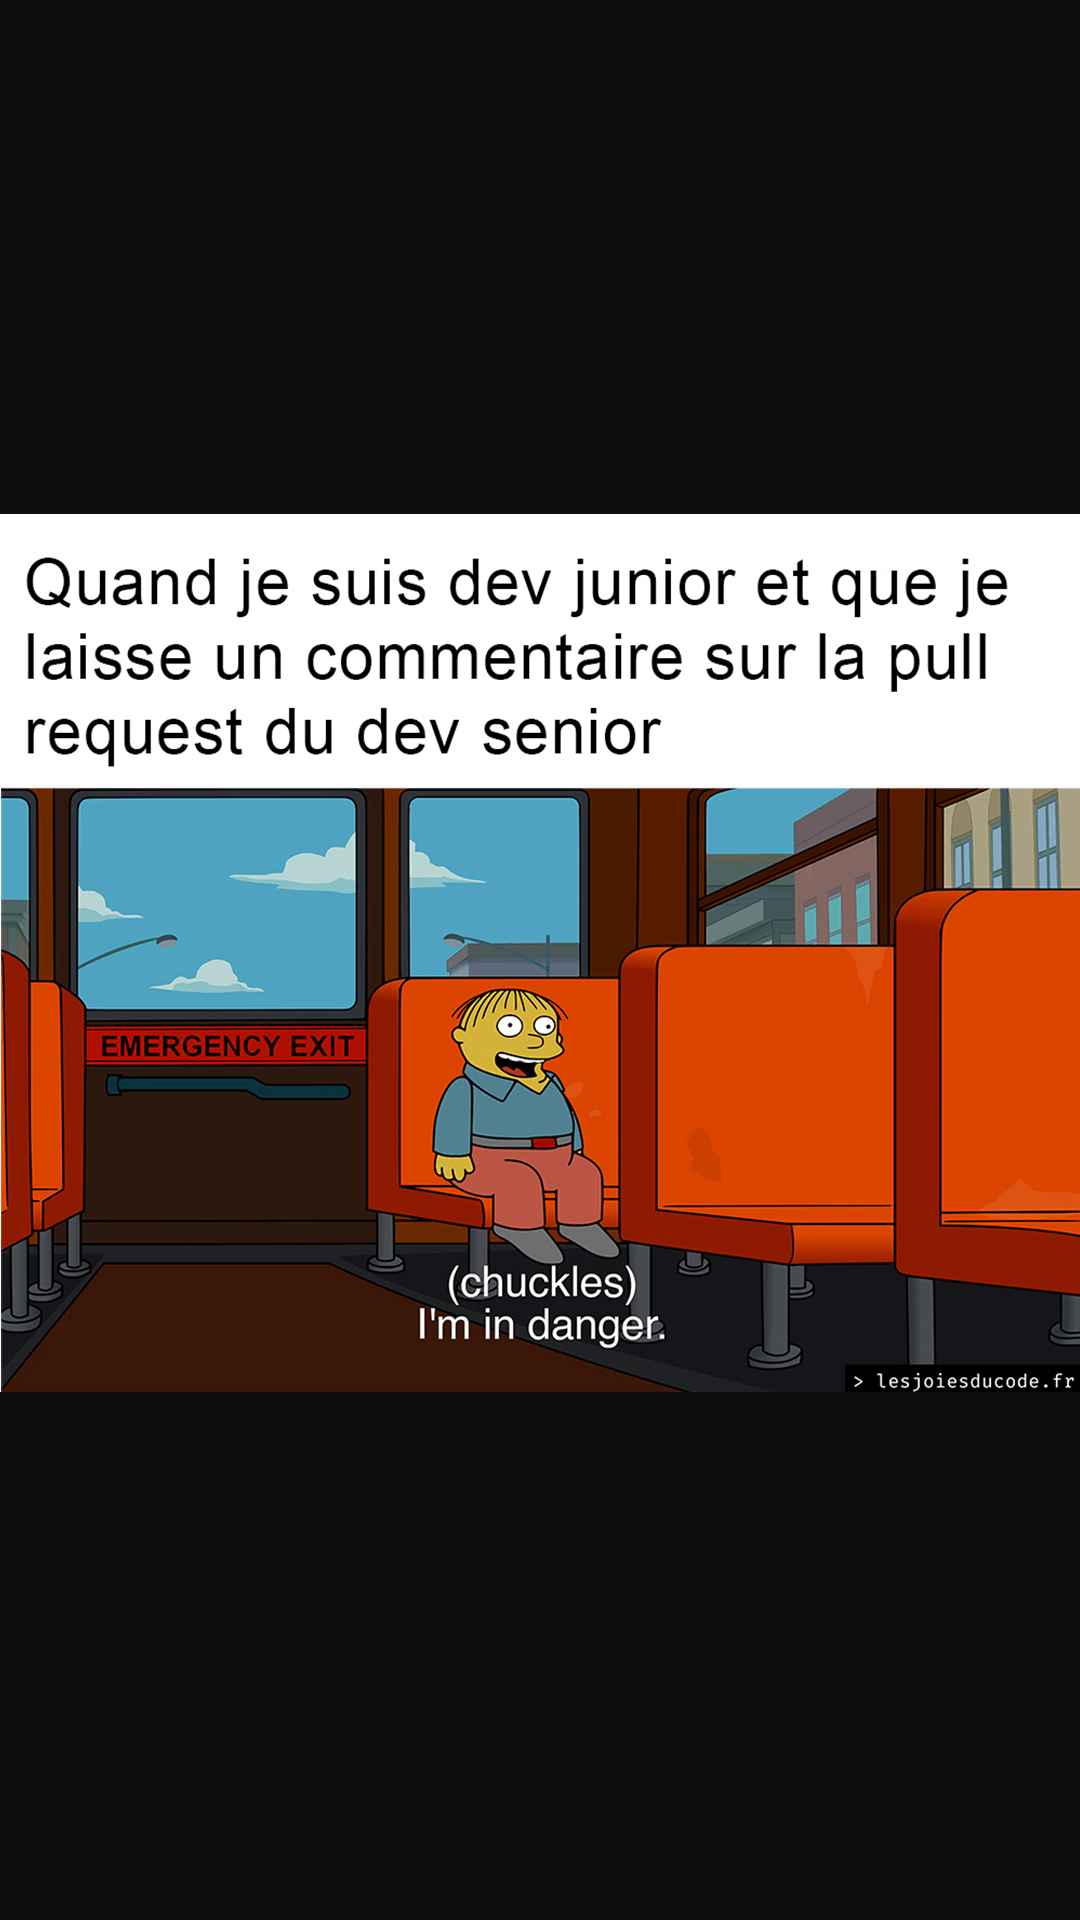 Quand je suis dev junior et que je
laisse un commentaire sur la pull
request du dev senior
EMERGENCY EXIT
(chuckles)
I'm in danger.
> lesjoiesducode.fr